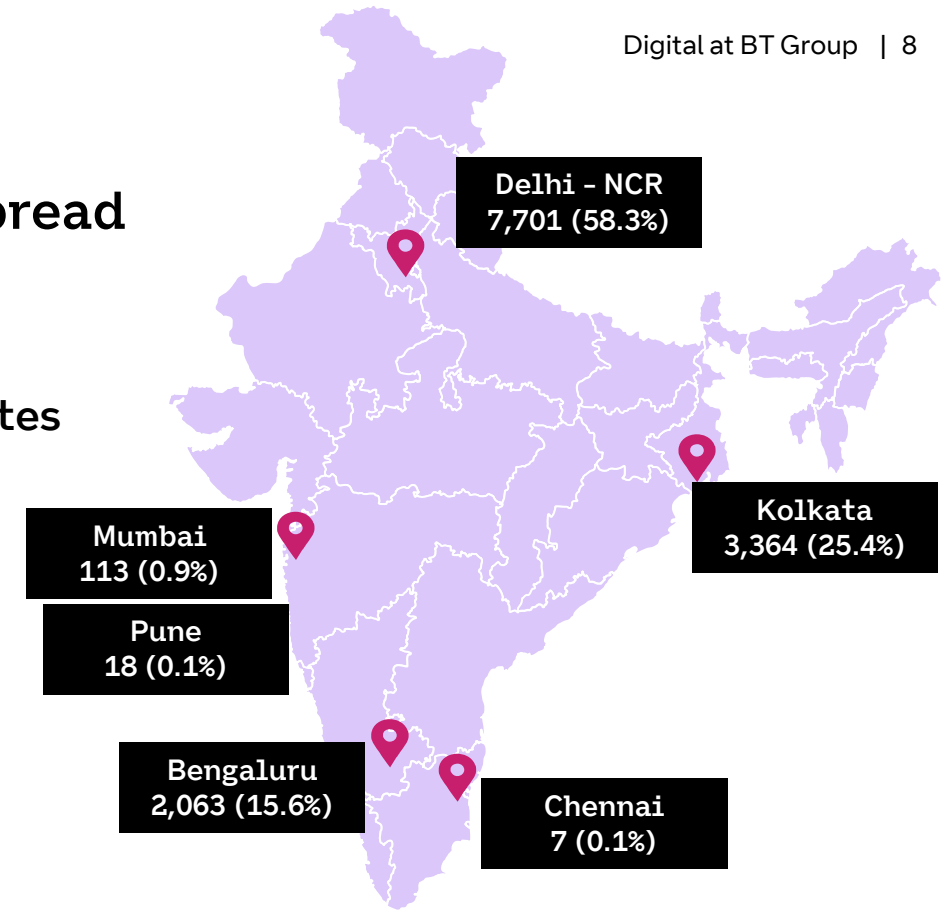 Digital at BT Group | 8
pread
tes
Delhi - NCR
7,701 (58.3%)
Kolkata
3,364 (25.4%)
Mumbai
113 (0.9%)
Pune
18 (0.1%)
Bengaluru
2,063 (15.6%)
Chennai
7 (0.1%)